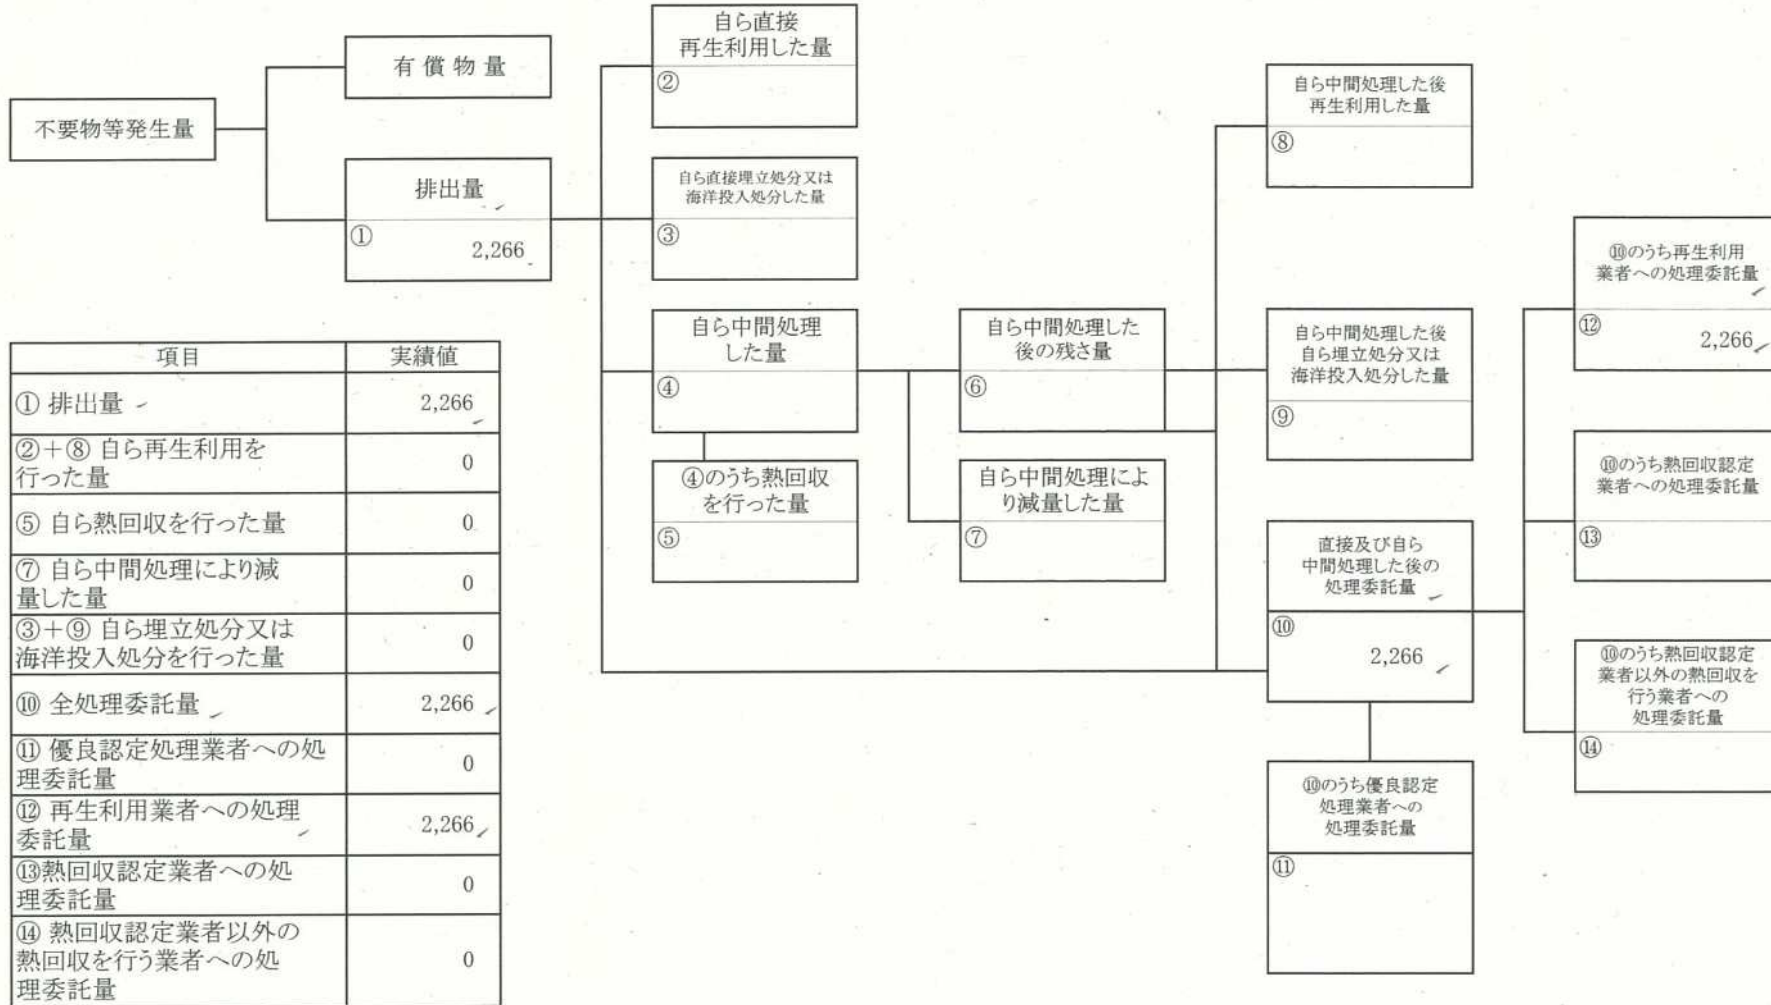 不要物等発生量
有償物量
排出量
①
2,266
自ら直接
再生利用した量
②
自ら直接埋立処分又は
海洋投入処分した量
③
自ら中間処理
した量
④
④のうち熱回収
を行った量
⑤
自ら中間処理した
後の残さ量
⑥
自ら中間処理によ
り減量した量
⑦
自ら中間処理した後
再生利用した量
⑧
自ら中間処理した後
自ら埋立処分又は
海洋投入処分した量
⑨
直接及び自ら
中間処理した後の
処理委託量
⑩
2,266
⑩のうち優良認定
処理業者への
処理委託量
⑪
⑩のうち再生利用
業者への処理委託量
⑫
2,266
⑩のうち熱回収認定
業者への処理委託量
⑬
⑩のうち熱回収認定
業者以外の熱回収を
行う業者への
処理委託量
⑭
項目 実績値
① 排出量 2,266
②+⑧ 自ら再生利用を
行った量 0
⑤ 自ら熱回収を行った量 0
⑦ 自ら中間処理により減
量した量 0
③+⑨ 自ら埋立処分又は
海洋投入処分を行った量 0
⑩ 全処理委託量 2,266
⑪ 優良認定処理業者への処
理委託量 0
⑫ 再生利用業者への処理
委託量 2,266
⑬熱回収認定業者への処
理委託量 0
⑭ 熱回収認定業者以外の
熱回収を行う業者への処
理委託量 0